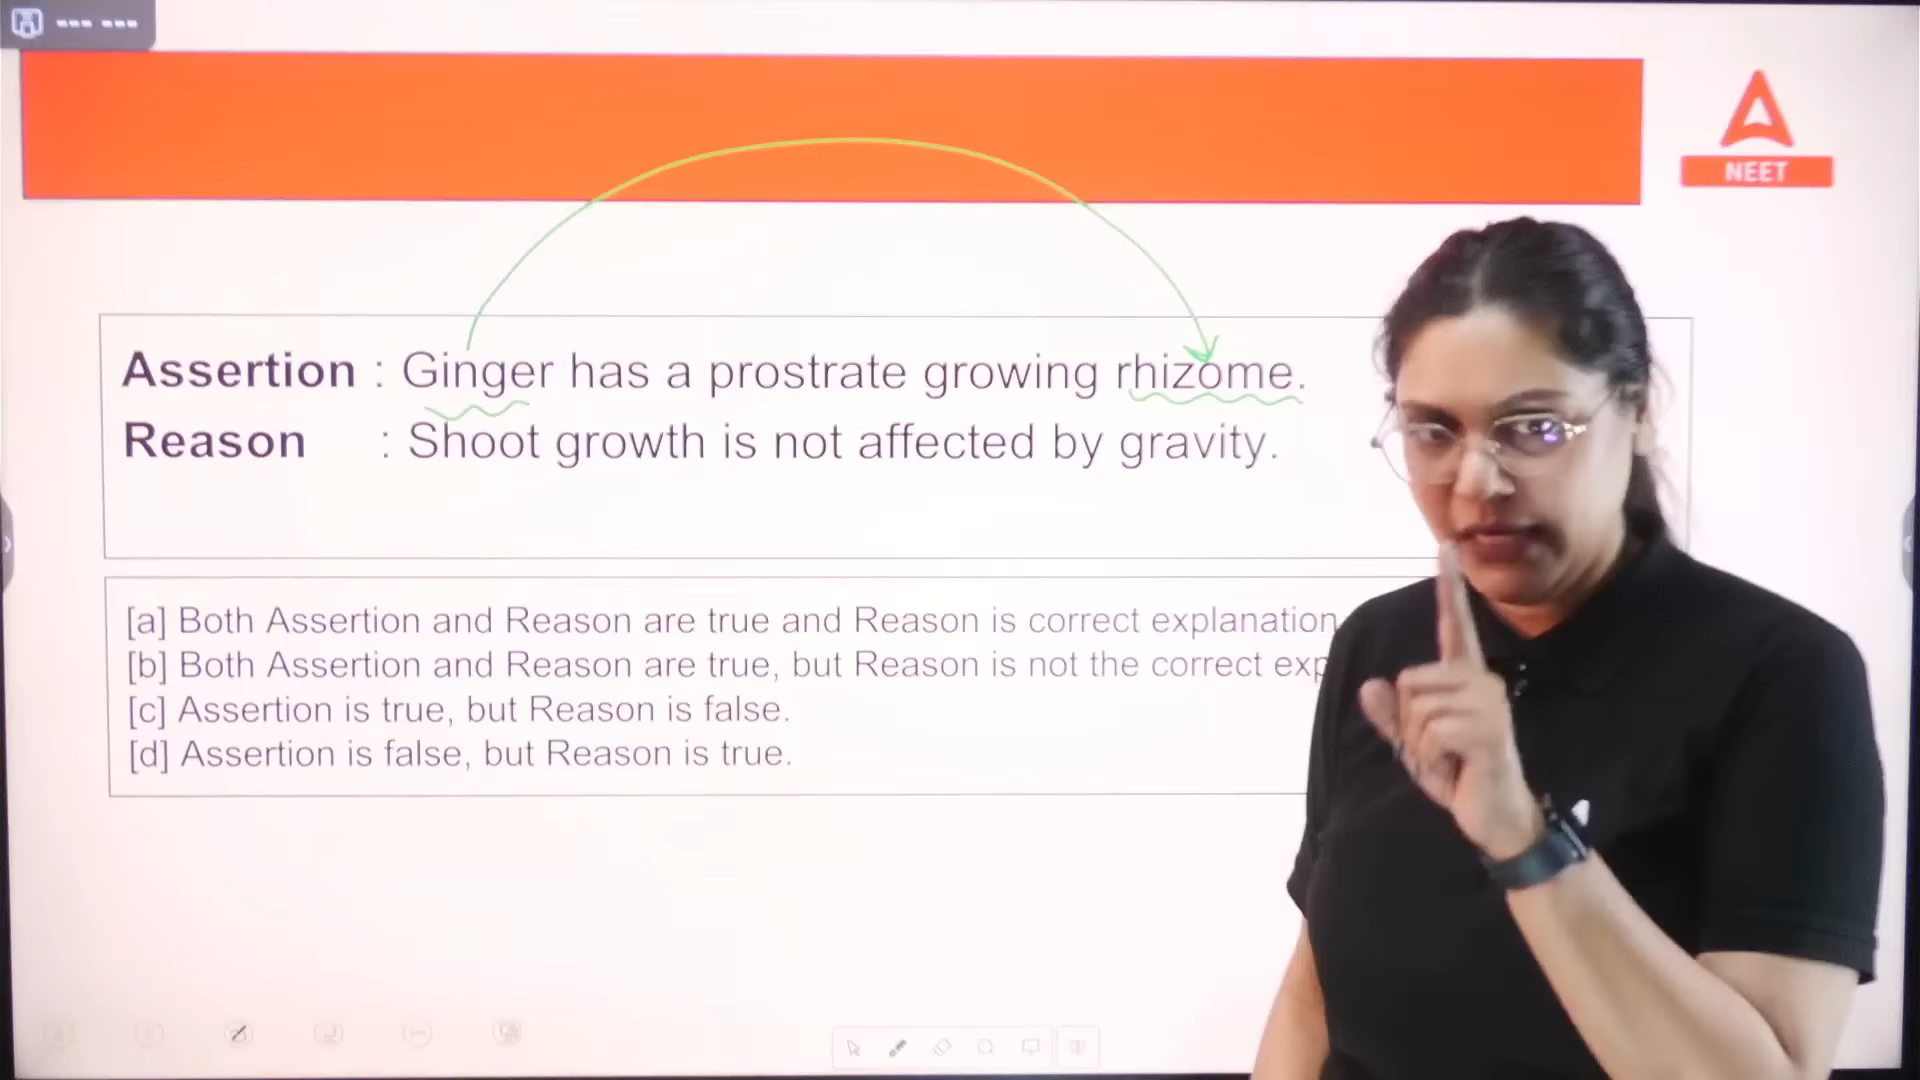 NEET
Assertion : Ginger has a prostrate growing rhizome.
Reason : Shoot growth is not affected by gravity.
[a] Both Assertion and Reason are true and Reason is correct explanation
[b] Both Assertion and Reason are true, but Reason is not the correct exp
[c] Assertion is true, but Reason is false.
[d] Assertion is false, but Reason is true.